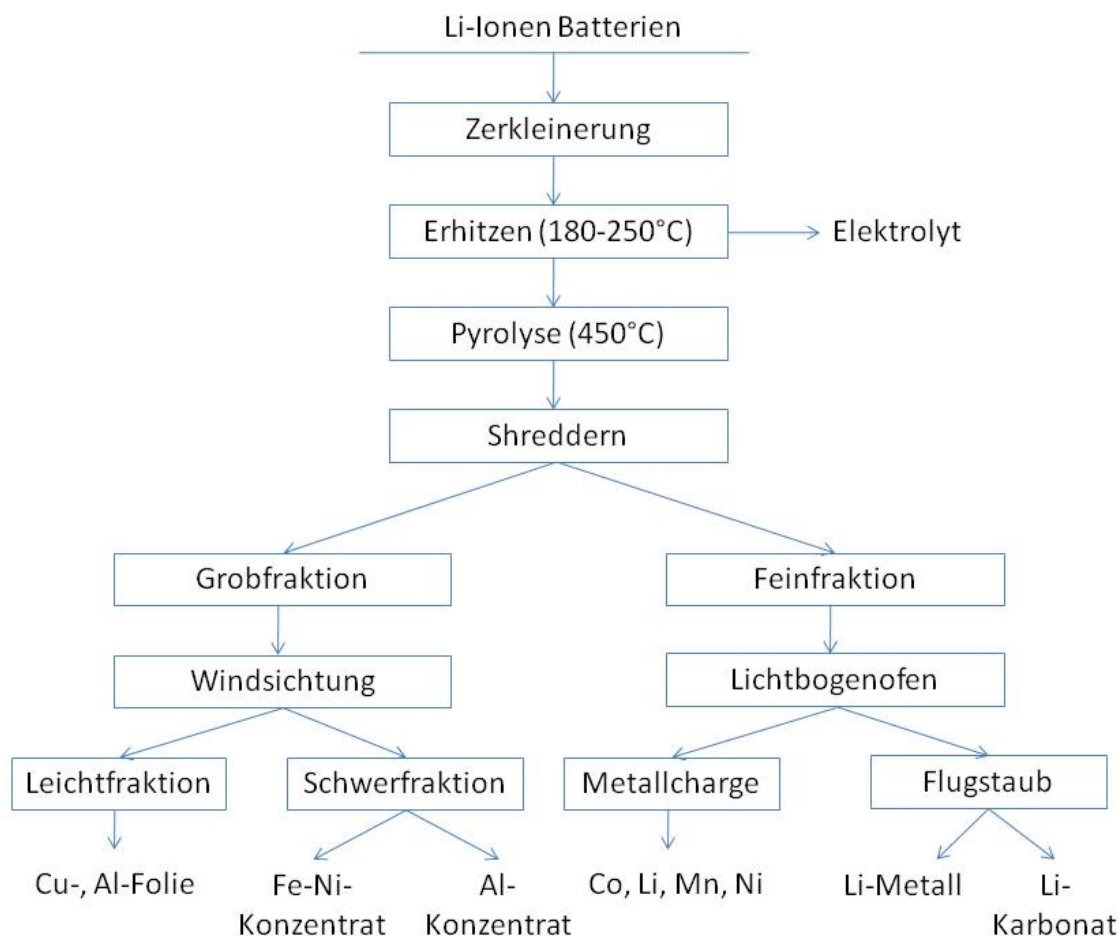 Li-Ionen Batterien
Zerkleinerung
Erhitzen (180-250°C)
Elektrolyt
Pyrolyse (450°C)
Shreddern
Grobfraktion
Feinfraktion
Windsichtung
Lichtbogenofen
Leichtfraktion
Schwerfraktion
Metallcharge
Flugstaub
Cu-, Al-Folie
Fe-Ni-
Konzentrat
Al-
Konzentrat
Co, Li, Mn, Ni
Li-Metall
Li-
Karbonat